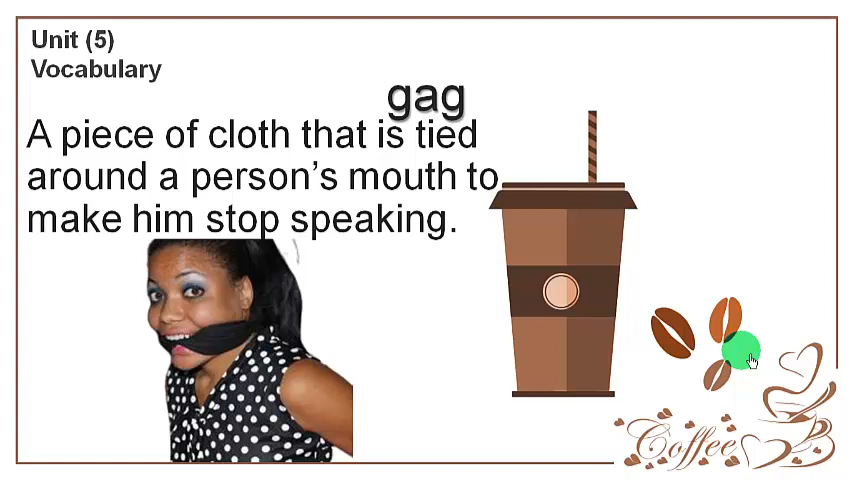 Unit (5)
Vocabulary
gag
A piece of cloth that is tied
around a person’s mouth to
make him stop speaking.
Coffee